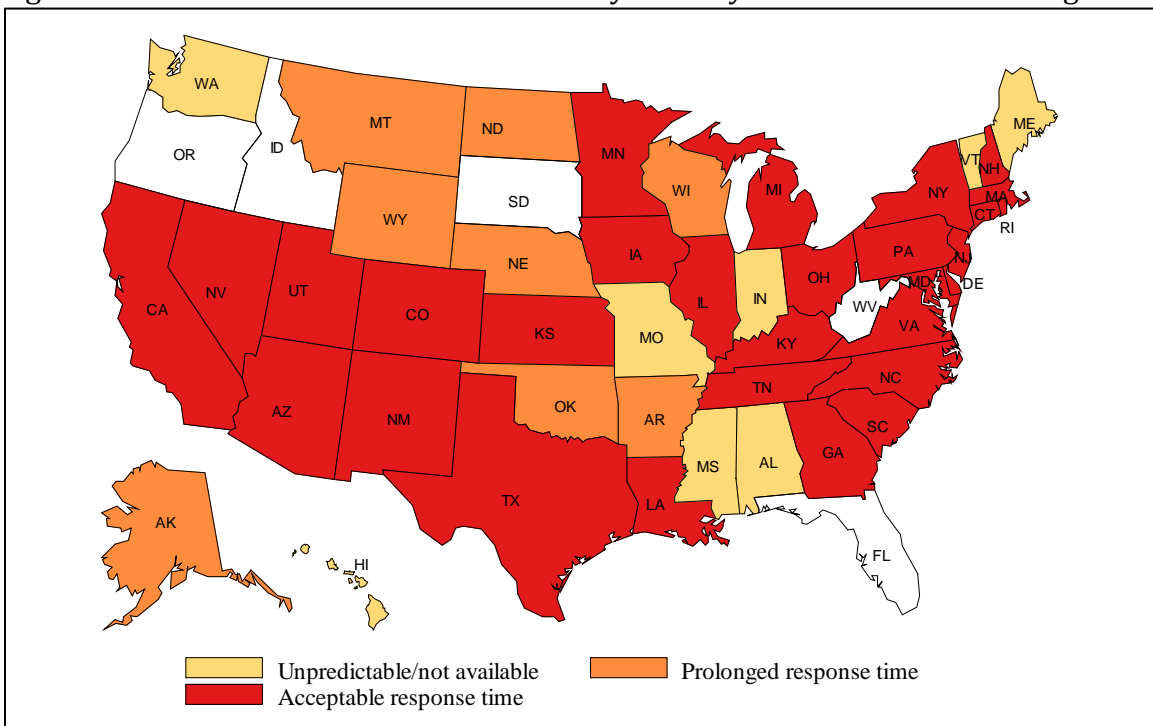 WA
MT
ND
MN
ME
OR
ID
VT
NH
SD
WI
MI
NY
MA
WY
CT
RI
NE
IA
PA
NJ
NV
UT
OH
DE
MD
CA
CO
IL
IN
WV
KS
MO
VA
KY
AZ
NM
OK
AR
TN
NC
SC
MS
AL
GA
TX
LA
AK
HI
FL
Unpredictable/not available
Prolonged response time
Acceptable response time